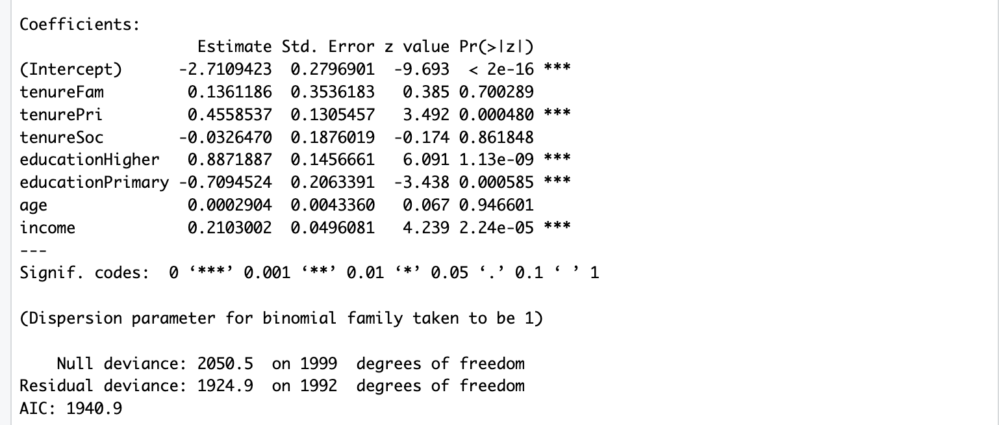 Coefficients:
                   Estimate Std. Error z value Pr(>|z|)
(Intercept)      -2.7109423  0.2796901  -9.693  < 2e-16 ***
tenureFam         0.1361186  0.3536183   0.385 0.700289
tenurePri         0.4558537  0.1305457   3.492 0.000480 ***
tenureSoc        -0.0326470  0.1876019  -0.174 0.861848
educationHigher   0.8871887  0.1456661   6.091 1.13e-09 ***
educationPrimary -0.7094524  0.2063391  -3.438 0.000585 ***
age               0.0002904  0.0043360   0.067 0.946601
income            0.2103002  0.0496081   4.239 2.24e-05 ***
---
Signif. codes:  0 ‘***’ 0.001 ‘**’ 0.01 ‘*’ 0.05 ‘.’ 0.1 ‘ ’ 1
(Dispersion parameter for binomial family taken to be 1)
    Null deviance: 2050.5  on 1999  degrees of freedom
Residual deviance: 1924.9  on 1992  degrees of freedom
AIC: 1940.9